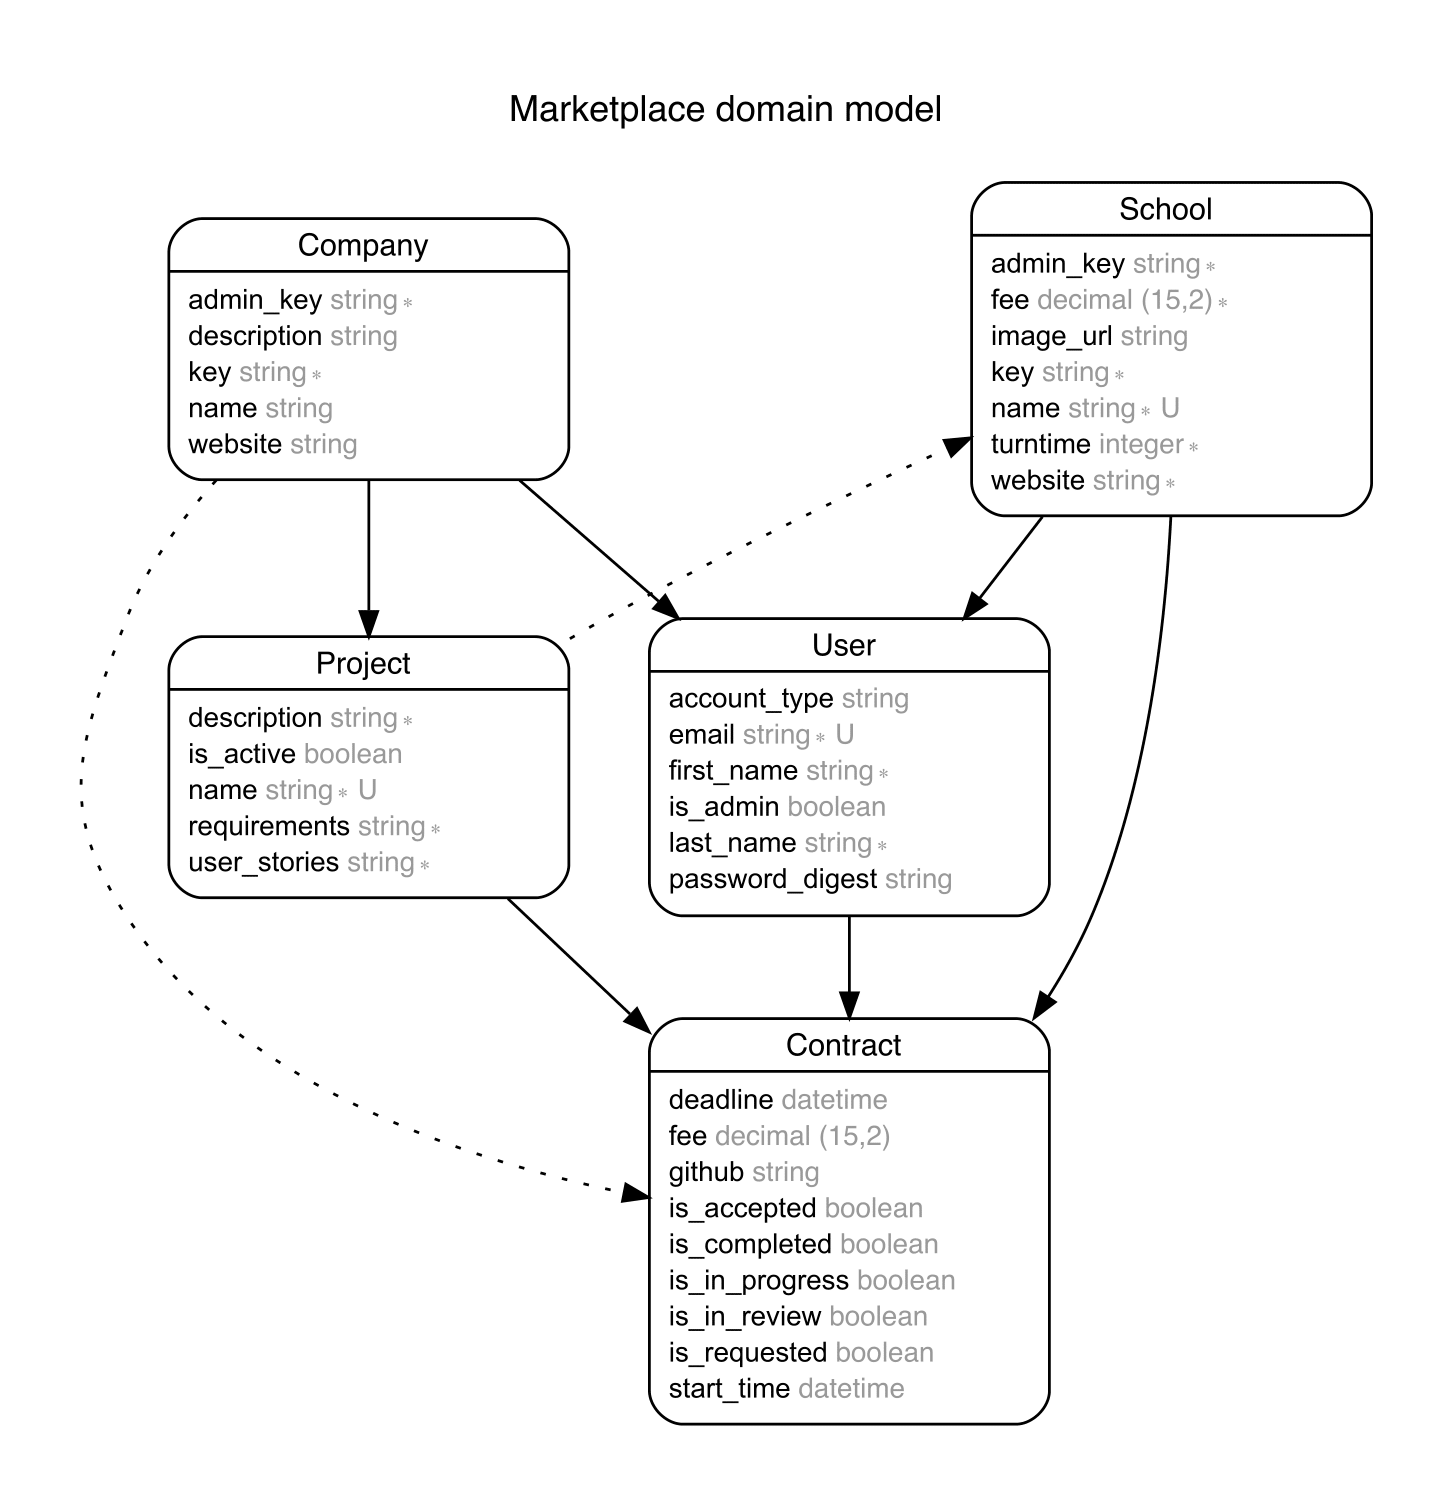 Marketplace domain model
Company
admin_key string *
description string
key string *
name string
website string
School
admin_key string *
fee decimal (15,2) *
image_url string
key string *
name string * U
turntime integer *
website string *
Project
description string *
is_active boolean
name string * U
requirements string *
user_stories string *
User
account_type string
email string * U
first_name string *
is_admin boolean
last_name string *
password_digest string
Contract
deadline datetime
fee decimal (15,2)
github string
is_accepted boolean
is_completed boolean
is_in_progress boolean
is_in_review boolean
is_requested boolean
start_time datetime